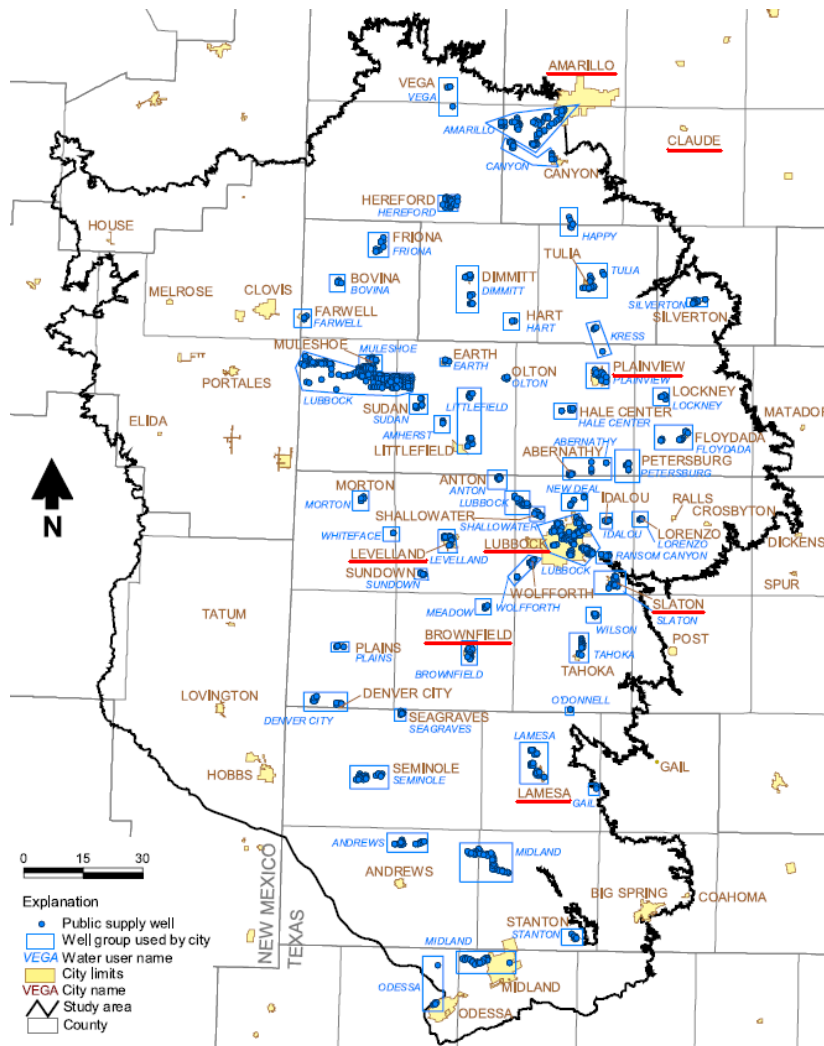 AMARILLO
VEGA
VEGA
AMARILLO
CLAUDE
CANYON
CANYON
HEREFORD
HEREFORD
HOUSE
FRIONA
FRIONA
HAPPY
TULIA
TULIA
BOVINA
BOVINA
DIMMITT
DIMMITT
MELROSE
CLOVIS
SILVERTON
SILVERTON
FARWELL
FARWELL
HART
HART
KRESS
MULESHOE
MULESHOE
EARTH
EARTH
PORTALES
OLTON
OLTON
PLAINVIEW
PLAINVIEW
LUBBOCK
SUDAN
SUDAN
LITTLEFIELD
LOCKNEY
LOCKNEY
HALE CENTER
HALE CENTER
MATADOR
ELIDA
AMHERST
LITTLEFIELD
ABERNATHY
ABERNATHY
FLOYDADA
FLOYDADA
PETERSBURG
PETERSBURG
ANTON
ANTON
MORTON
MORTON
LUBBOCK
NEW DEAL
IDALOU
IDALOU
RALLS
CROSBYTON
SHALLOWATER
SHALLOWATER
LORENZO
LORENZO
WHITEFACE
LEVELLAND
LEVELLAND
LUBBOCK
LUBBOCK
RANSOM CANYON
DICKENS
SUNDOWN
SUNDOWN
WOLFFORTH
WOLFFORTH
SPUR
MEADOW
SLATON
SLATON
TATUM
WILSON
BROWNFIELD
BROWNFIELD
POST
PLAINS
PLAINS
TAHOKA
TAHOKA
LOVINGTON
DENVER CITY
DENVER CITY
O'DONNELL
SEAGRAVES
SEAGRAVES
LAMESA
LAMESA
GAIL
GAIL
HOBBS
SEMINOLE
SEMINOLE
ANDREWS
ANDREWS
MIDLAND
BIG SPRING
COAHOMA
STANTON
STANTON
MIDLAND
MIDLAND
ODESSA
ODESSA
N
0 15 30
NEW MEXICO
TEXAS
Explanation
Public supply well
Well group used by city
VEGA Water user name
City limits
VEGA City name
Study area
County